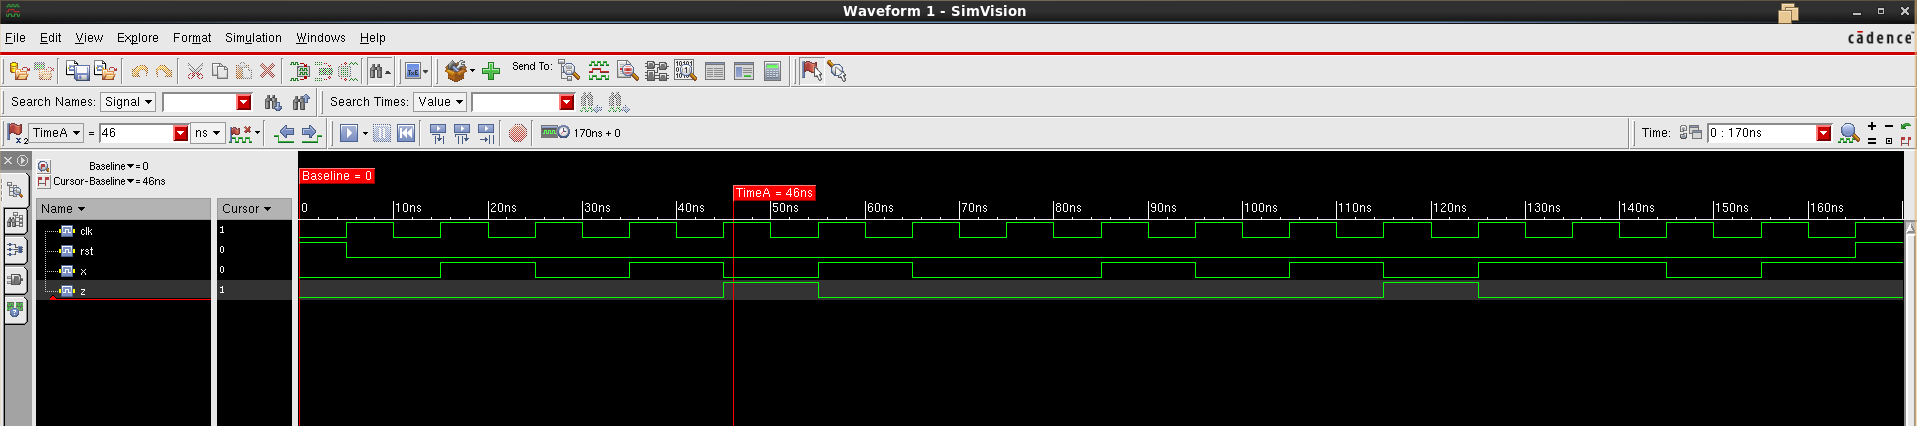 Waveform 1 - SimVision
File Edit View Explore Format Simulation Windows Help
cādence
Send To:
Search Names: Signal Search Times: Value
TimeA = 46 ns 170ns + 0 Time: 0 : 170ns
Baseline = 0
Cursor-Baseline = 46ns
Baseline = 0
TimeA = 46ns
Name Cursor
0 10ns 20ns 30ns 40ns 50ns 60ns 70ns 80ns 90ns 100ns 110ns 120ns 130ns 140ns 150ns 160ns
clk 1
rst 0
x 0
z 1